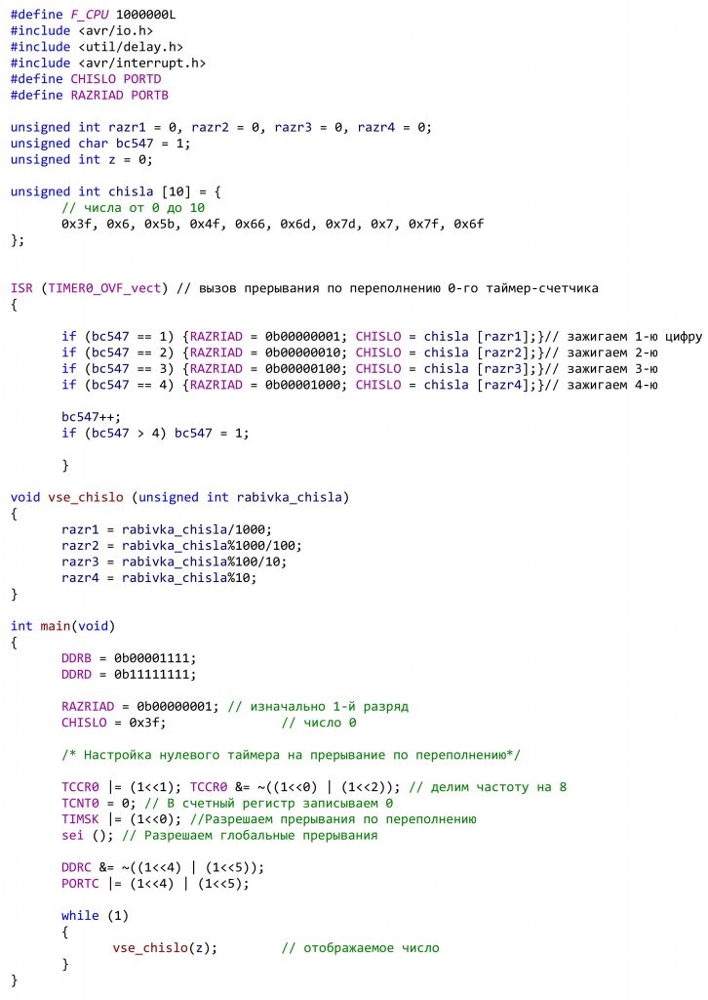 #define F_CPU 1000000L
#include <avr/io.h>
#include <util/delay.h>
#include <avr/interrupt.h>
#define CHISLO PORTD
#define RAZRIAD PORTB
unsigned int razr1 = 0, razr2 = 0, razr3 = 0, razr4 = 0;
unsigned char bc547 = 1;
unsigned int z = 0;
unsigned int chisla [10] = {
// числа от 0 до 10
0x3f, 0x6, 0x5b, 0x4f, 0x66, 0x6d, 0x7d, 0x7, 0x7f, 0x6f
};
ISR (TIMER0_OVF_vect) // вызов прерывания по переполнению 0-го таймер-счетчика
{
if (bc547 == 1) {RAZRIAD = 0b00000001; CHISLO = chisla [razr1];}// зажигаем 1-ю цифру
if (bc547 == 2) {RAZRIAD = 0b00000010; CHISLO = chisla [razr2];}// зажигаем 2-ю
if (bc547 == 3) {RAZRIAD = 0b00000100; CHISLO = chisla [razr3];}// зажигаем 3-ю
if (bc547 == 4) {RAZRIAD = 0b00001000; CHISLO = chisla [razr4];}// зажигаем 4-ю
bc547++;
if (bc547 > 4) bc547 = 1;
}
void vse_chislo (unsigned int rabivka_chisla)
{
razr1 = rabivka_chisla/1000;
razr2 = rabivka_chisla%1000/100;
razr3 = rabivka_chisla%100/10;
razr4 = rabivka_chisla%10;
}
int main(void)
{
DDRB = 0b00001111;
DDRD = 0b11111111;
RAZRIAD = 0b00000001; // изначально 1-й разряд
CHISLO = 0x3f; // число 0
/* Настройка нулевого таймера на прерывание по переполнению*/
TCCR0 |= (1<<1); TCCR0 &= ~((1<<0) | (1<<2)); // делим частоту на 8
TCNT0 = 0; // В счетный регистр записываем 0
TIMSK |= (1<<0); //Разрешаем прерывания по переполнению
sei (); // Разрешаем глобальные прерывания
DDRC &= ~((1<<4) | (1<<5));
PORTC |= (1<<4) | (1<<5);
while (1)
{
vse_chislo(z); // отображаемое число
}
}